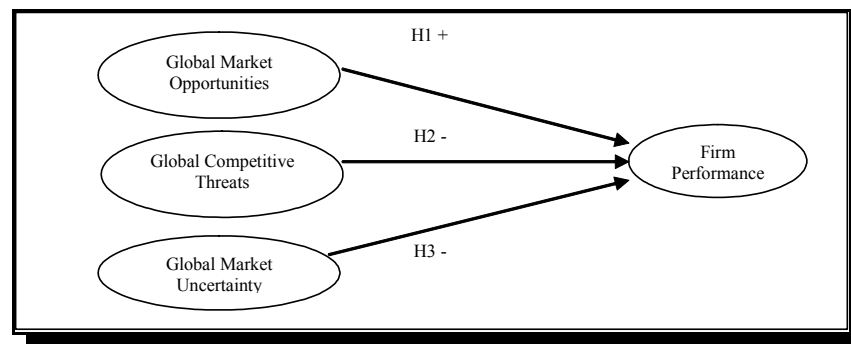 H1 +
Global Market
Opportunities
H2 -
Global Competitive
Threats
Firm
Performance
H3 -
Global Market
Uncertainty